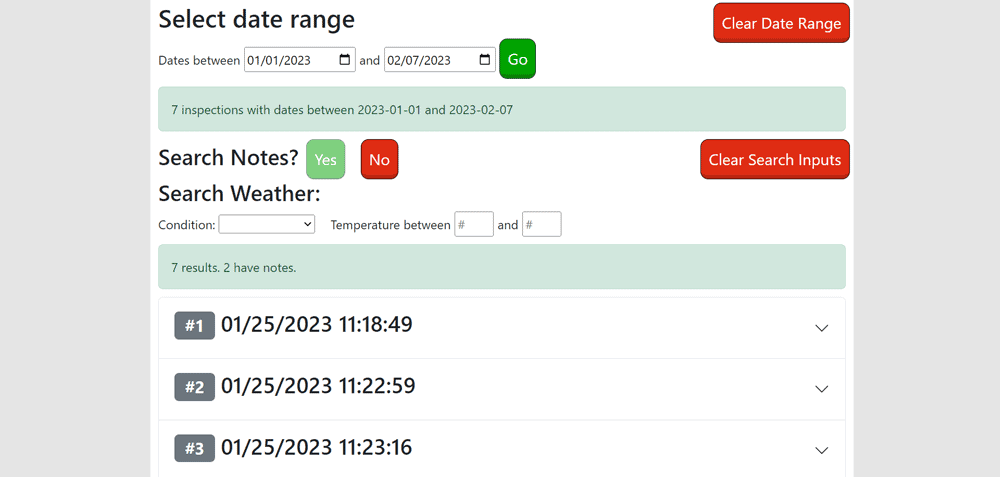 Select date range
Clear Date Range
Dates between 01/01/2023 and 02/07/2023 Go
7 inspections with dates between 2023-01-01 and 2023-02-07
Search Notes? Yes No
Clear Search Inputs
Search Weather:
Condition: Temperature between # and #
7 results. 2 have notes.
#1 01/25/2023 11:18:49
#2 01/25/2023 11:22:59
#3 01/25/2023 11:23:16